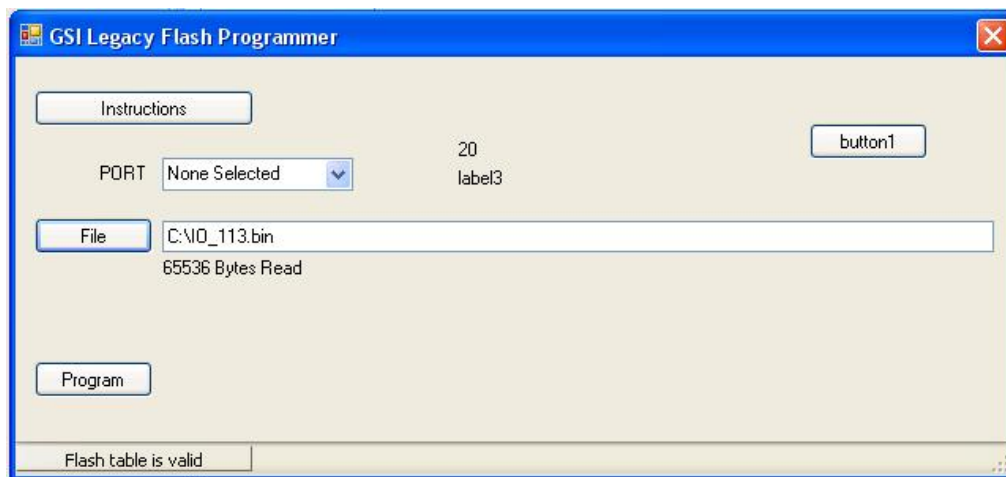 GSI Legacy Flash Programmer
Instructions
20
button1
PORT None Selected
label3
File C:\IO_113.bin
65536 Bytes Read
Program
Flash table is valid